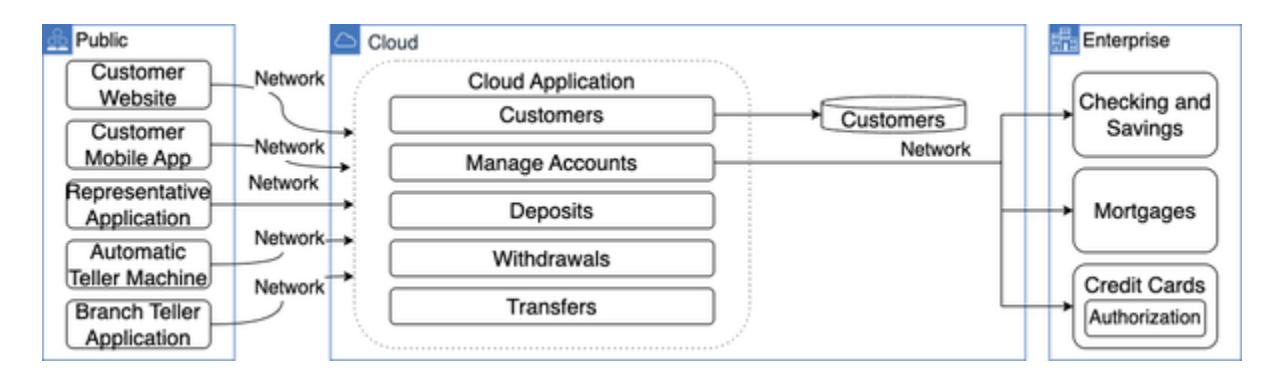 Public
Customer
Website
Customer
Mobile App
Representative
Application
Automatic
Teller Machine
Branch Teller
Application
Network
Network
Network
Network
Network
Cloud
Cloud Application
Customers
Manage Accounts
Deposits
Withdrawals
Transfers
Customers
Network
Enterprise
Checking and
Savings
Mortgages
Credit Cards
Authorization